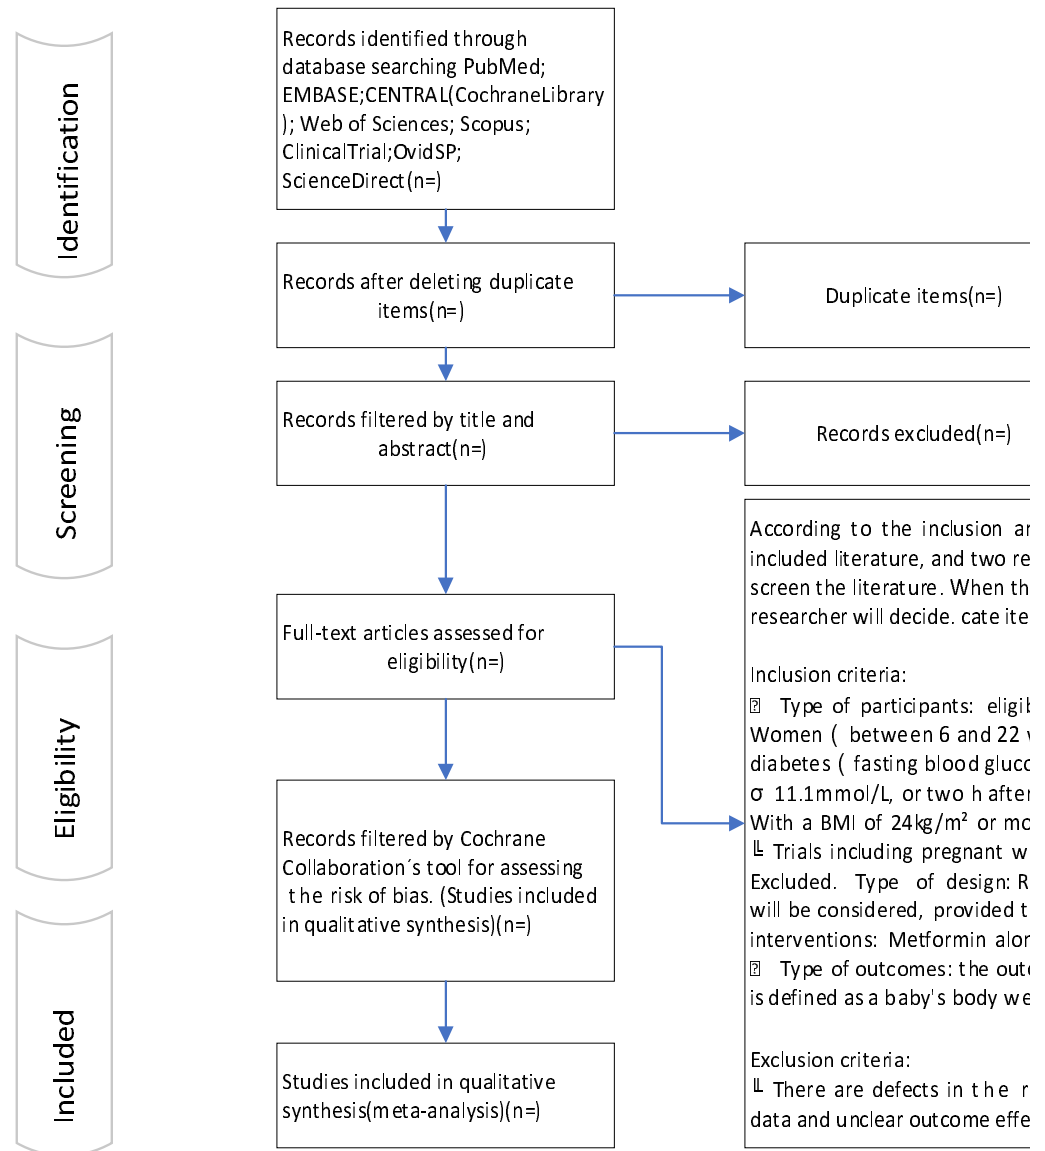 Identification
Records identified through
database searching PubMed;
EMBASE;CENTRAL(CochraneLibrary
); Web of Sciences; Scopus;
ClinicalTrial;OvidSP;
ScienceDirect(n=)
Records after deleting duplicate
items(n=)
Duplicate items(n=)
Screening
Records filtered by title and
abstract(n=)
Records excluded(n=)
Eligibility
Full-text articles assessed for
eligibility(n=)
According to the inclusion
included literature, and two
screen the literature. When
researcher will decide. cate
Inclusion criteria:
Type of participants:
Women ( between 6 and 22
diabetes ( fasting blood
σ 11.1mmol/L, or two h after
With a BMI of 24kg/m² or
╙ Trials including pregnant
Excluded. Type of design:
will be considered, provided
interventions: Metformin
Type of outcomes: the
is defined as a baby's body
Exclusion criteria:
╙ There are defects in the
data and unclear outcome
Records filtered by Cochrane
Collaboration´s tool for assessing
the risk of bias. (Studies included
in qualitative synthesis)(n=)
Included
Studies included in qualitative
synthesis(meta-analysis)(n=)